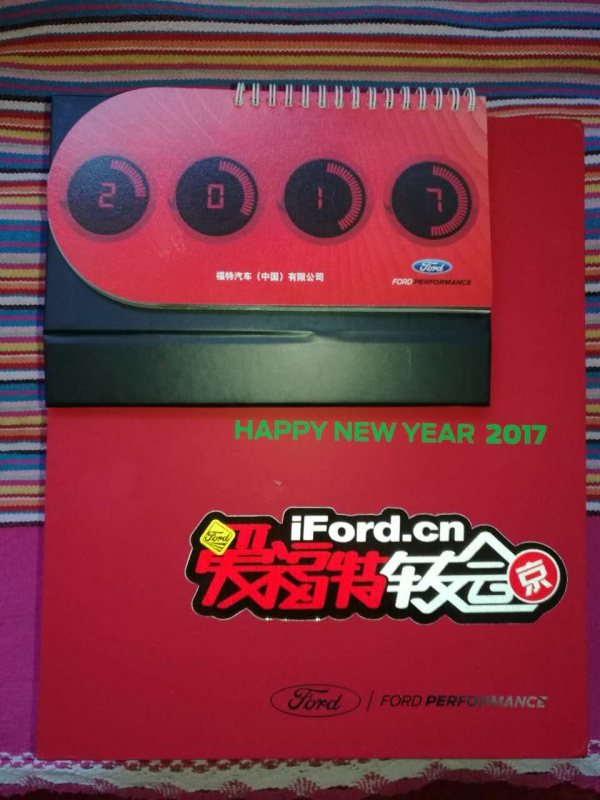 2 0 1 7
福特汽车（中国）有限公司
Ford
FORD PERFORMANCE
HAPPY NEW YEAR 2017
iFord.cn
Ford
爱福特车友会
京
Ford | FORD PERFORMANCE